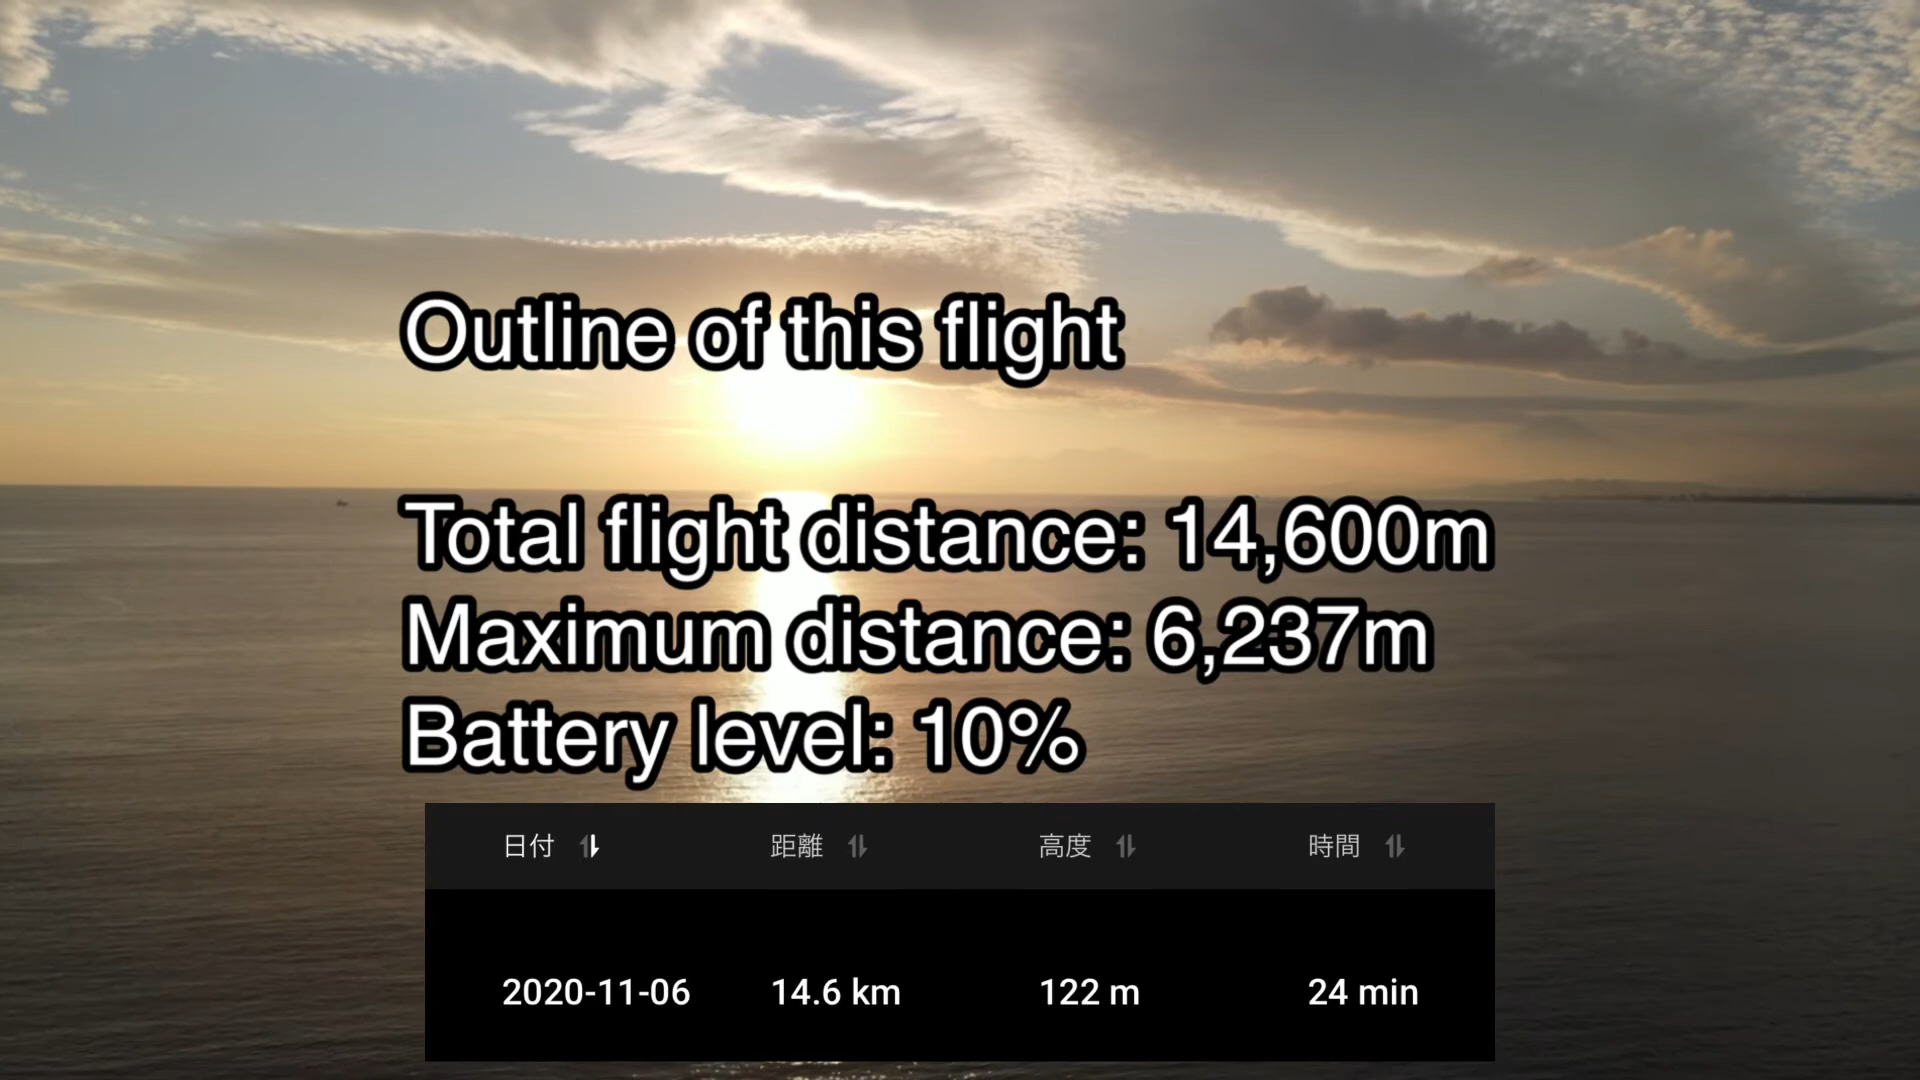 Outline of this flight
Total flight distance: 14,600m
Maximum distance: 6,237m
Battery level: 10%
日付 距離 高度 時間
2020-11-06 14.6 km 122 m 24 min